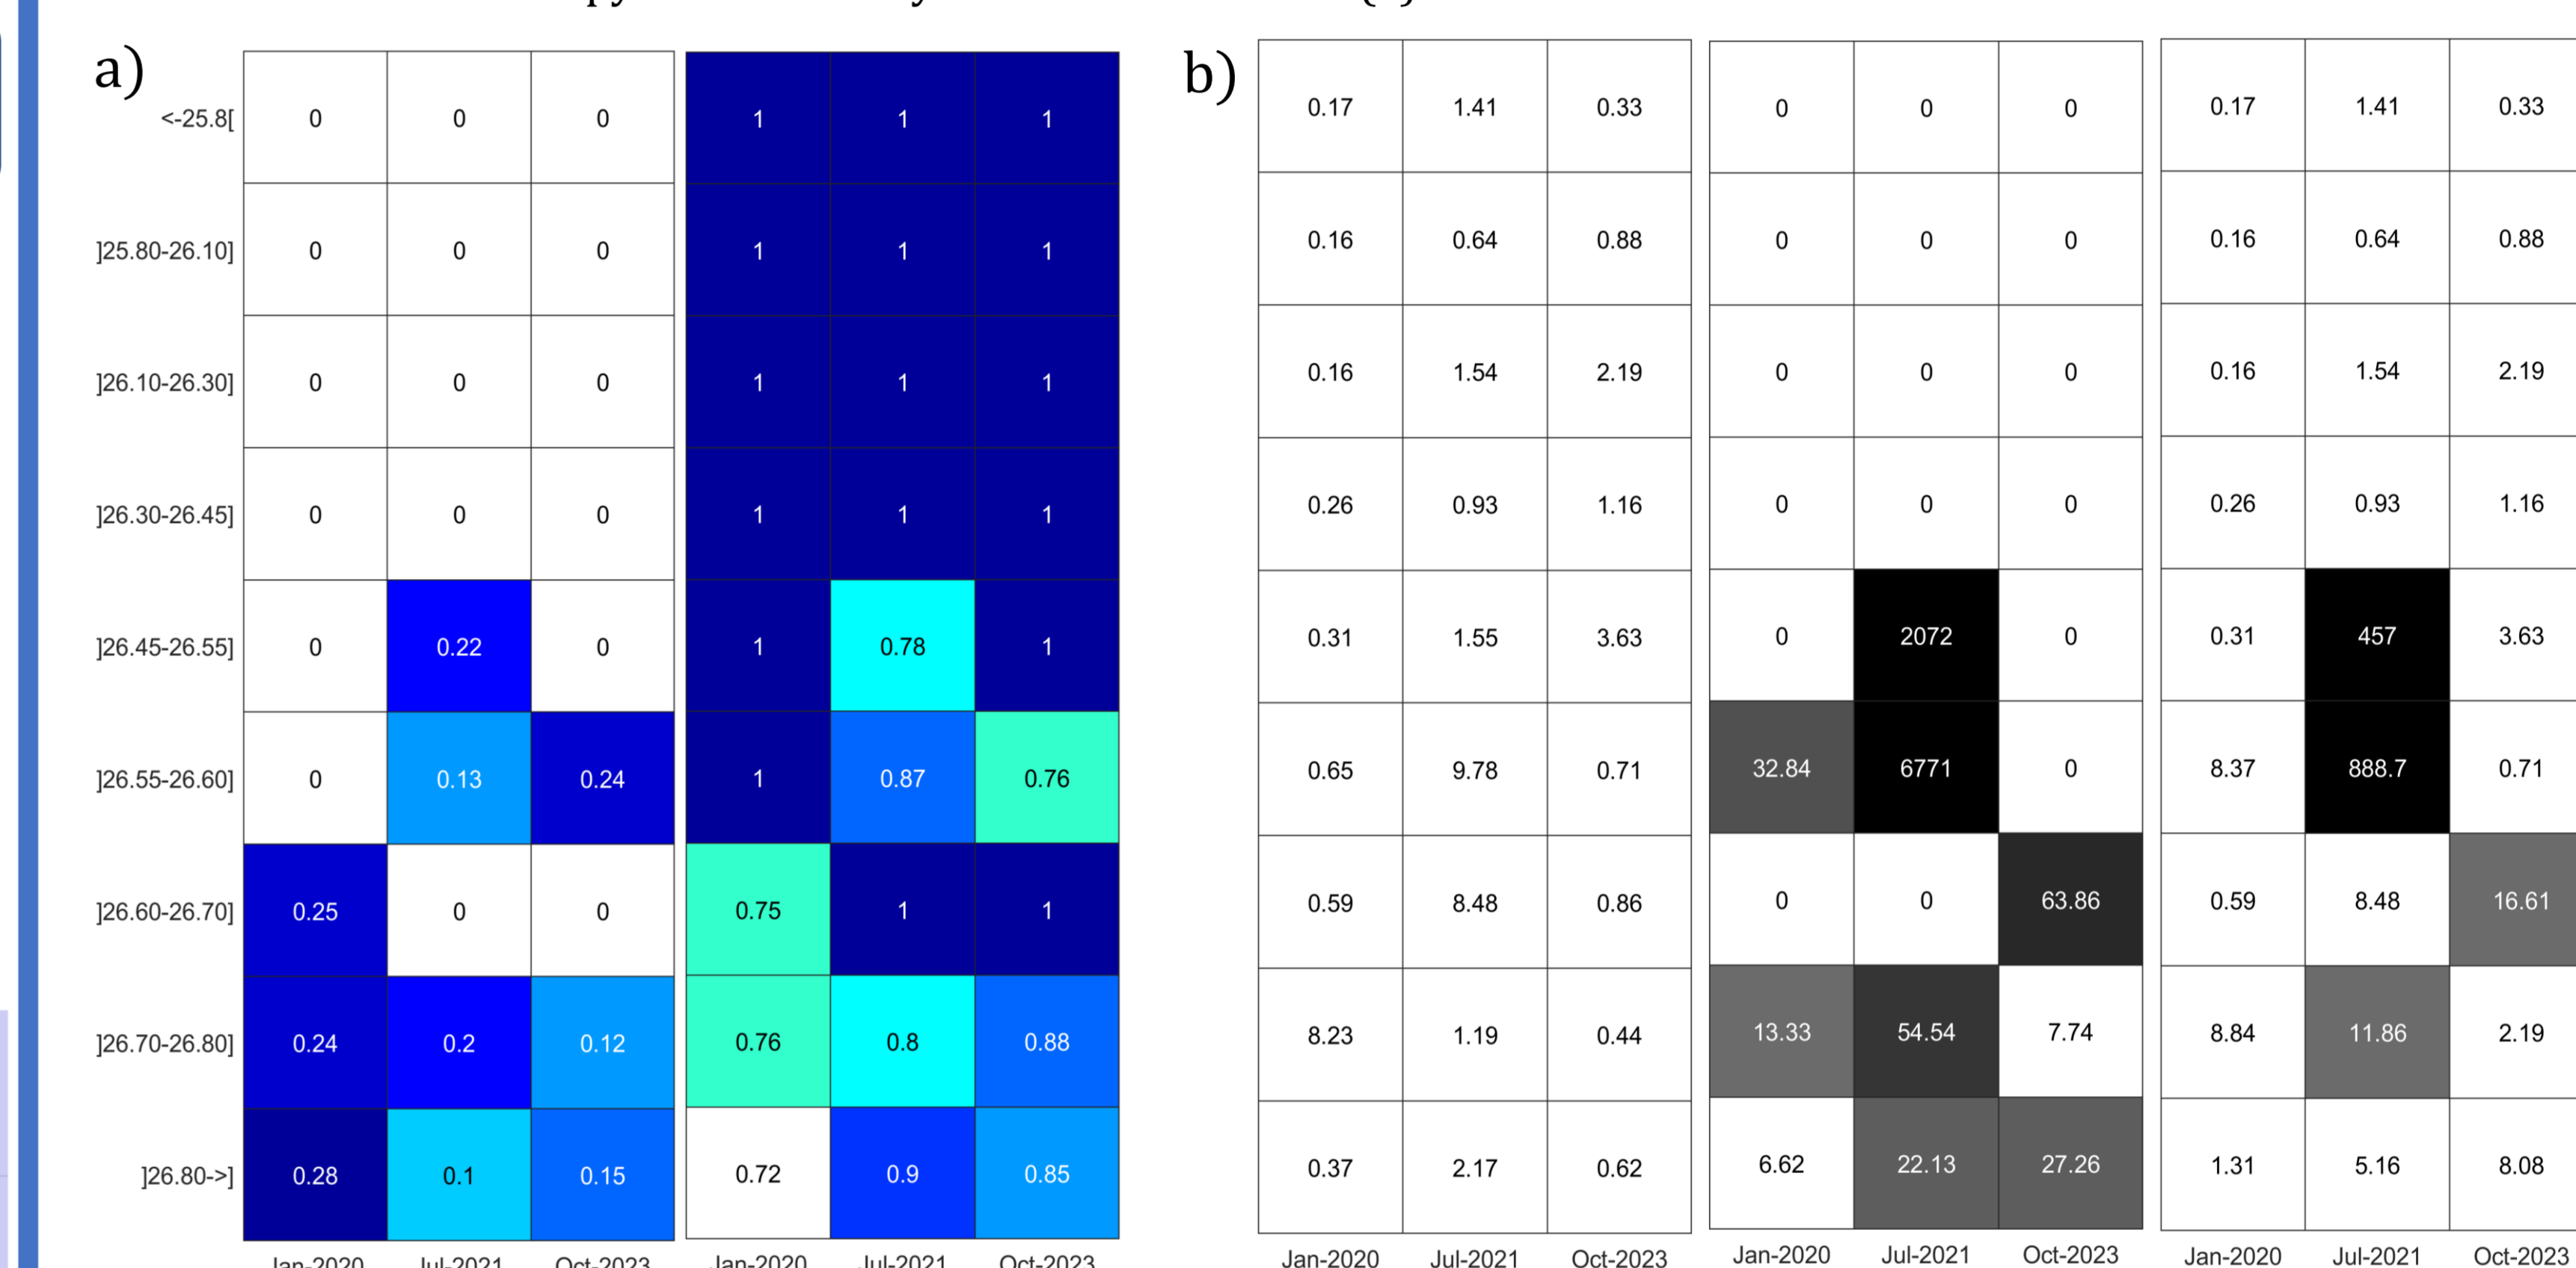 a)
b)
<-25.8[ 0 0 0 1 1 1 0.17 1.41 0.33 0 0 0 0.17 1.41 0.33
]25.80-26.10] 0 0 0 1 1 1 0.16 0.64 0.88 0 0 0 0.16 0.64 0.88
]26.10-26.30] 0 0 0 1 1 1 0.16 1.54 2.19 0 0 0 0.16 1.54 2.19
]26.30-26.45] 0 0 0 1 1 1 0.26 0.93 1.16 0 0 0 0.26 0.93 1.16
]26.45-26.55] 0 0.22 0 1 0.78 1 0.31 1.55 3.63 0 2072 0 0.31 457 3.63
]26.55-26.60] 0 0.13 0.24 1 0.87 0.76 0.65 9.78 0.71 32.84 6771 0 8.37 888.7 0.71
]26.60-26.70] 0.25 0 0 0.75 1 1 0.59 8.48 0.86 0 0 63.86 0.59 8.48 16.61
]26.70-26.80] 0.24 0.2 0.12 0.76 0.8 0.88 8.23 1.19 0.44 13.33 54.54 7.74 8.84 11.86 2.19
]26.80->] 0.28 0.1 0.15 0.72 0.9 0.85 0.37 2.17 0.62 6.62 22.13 27.26 1.31 5.16 8.08
Jan-2020 Jul-2021 Oct-2023 Jan-2020 Jul-2021 Oct-2023 Jan-2020 Jul-2021 Oct-2023 Jan-2020 Jul-2021 Oct-2023 Jan-2020 Jul-2021 Oct-2023